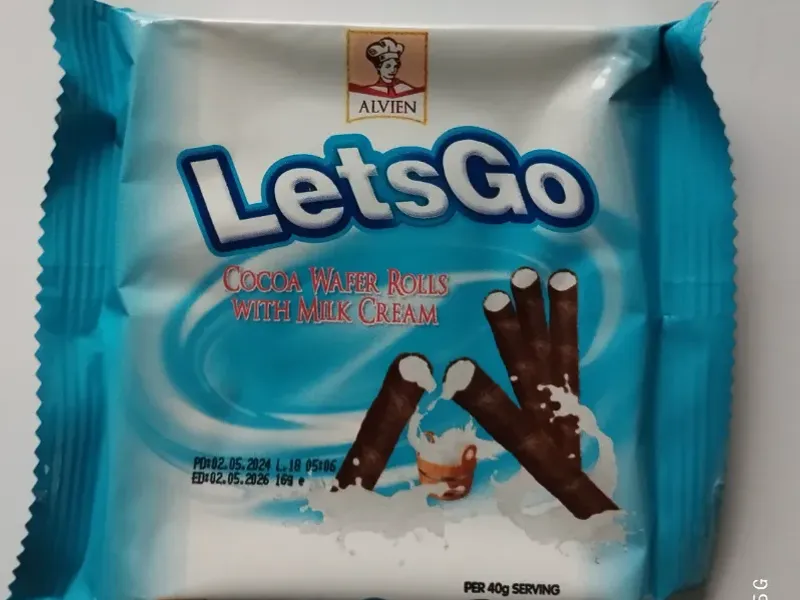 ALVIEN
LetsGo
COCOA WAFER ROLLS
WITH MILK CREAM
PD:02.05.2024 L.18 05:06
ED:02.05.2026 16g e
PER 40g SERVING
5G